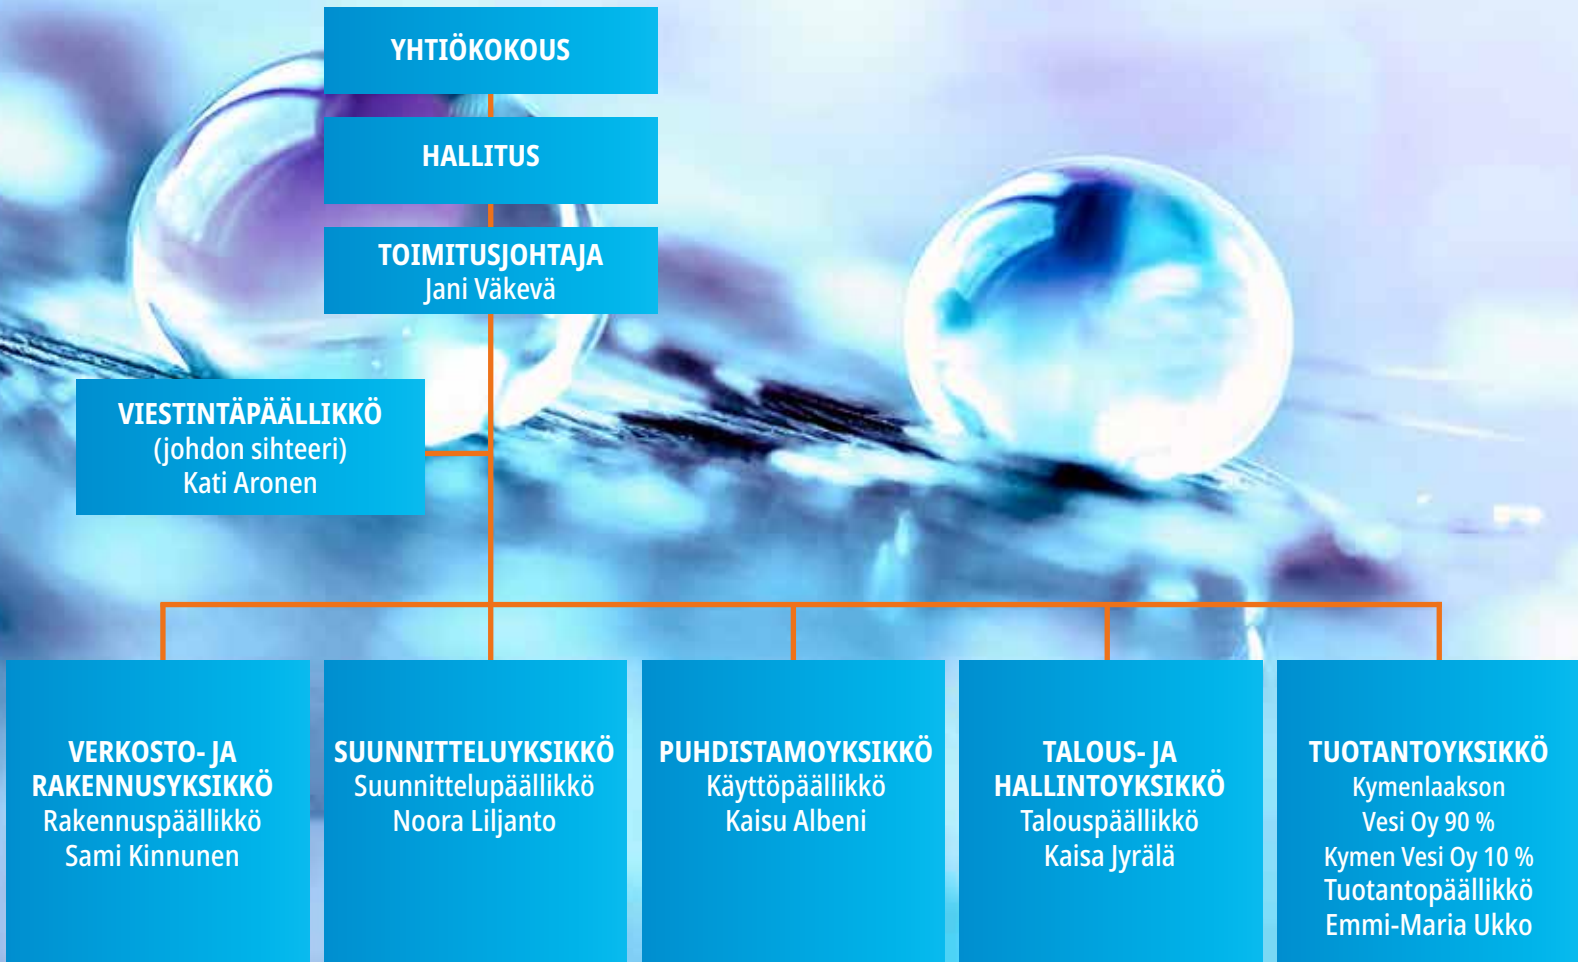 YHTIÖKOKOUS
HALLITUS
TOIMITUSJOHTAJA
Jani Väkevä
VIESTINTÄPÄÄLLIKKÖ
(johdon sihteeri)
Kati Aronen
VERKOSTO- JA
RAKENNUSYKSIKKÖ
Rakennuspäällikkö
Sami Kinnunen
SUUNNITTELUYKSIKKÖ
Suunnittelupäällikkö
Noora Liljanto
PUHDISTAMOYKSIKKÖ
Käyttöpäällikkö
Kaisu Albeni
TALOUS- JA
HALLINTOYKSIKKÖ
Talouspäällikkö
Kaisa Jyrälä
TUOTANTOYKSIKKÖ
Kymenlaakson
Vesi Oy 90 %
Kymen Vesi Oy 10 %
Tuotantopäällikkö
Emmi-Maria Ukko